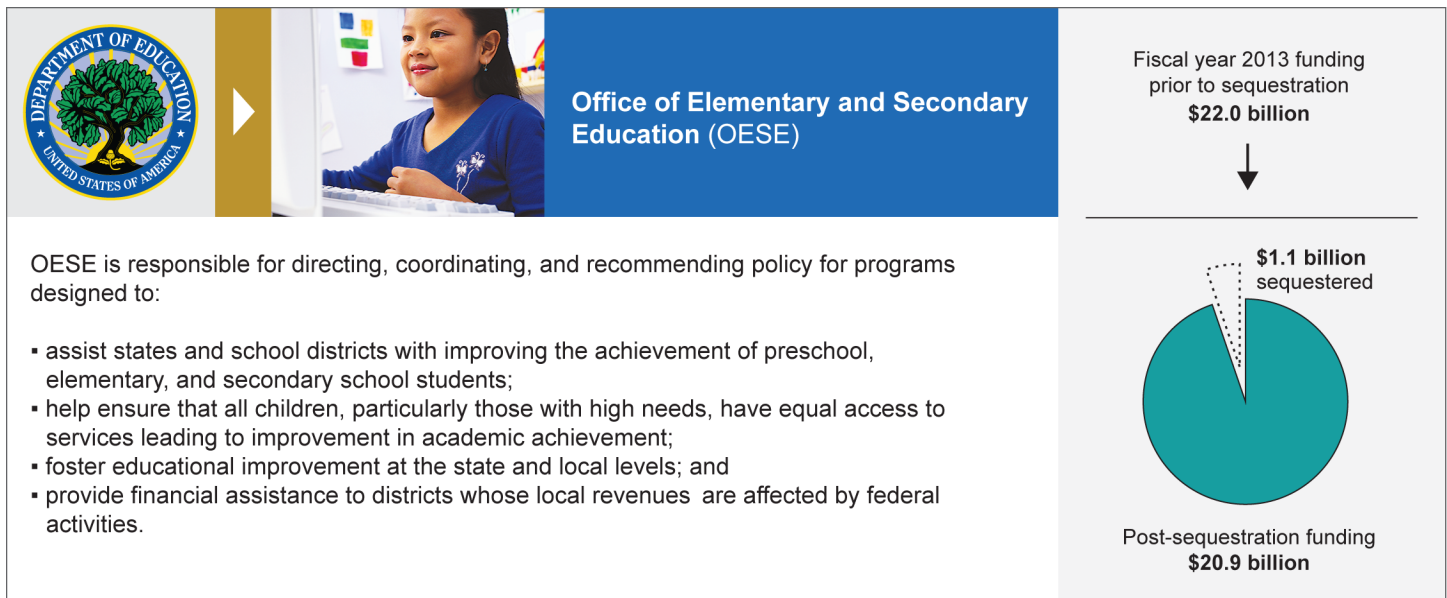 DEPARTMENT OF EDUCATION
UNITED STATES OF AMERICA
Office of Elementary and Secondary
Education (OESE)
OESE is responsible for directing, coordinating, and recommending policy for programs
designed to:
▪ assist states and school districts with improving the achievement of preschool,
elementary, and secondary school students;
▪ help ensure that all children, particularly those with high needs, have equal access to
services leading to improvement in academic achievement;
▪ foster educational improvement at the state and local levels; and
▪ provide financial assistance to districts whose local revenues are affected by federal
activities.
Fiscal year 2013 funding
prior to sequestration
$22.0 billion
$1.1 billion
sequestered
Post-sequestration funding
$20.9 billion